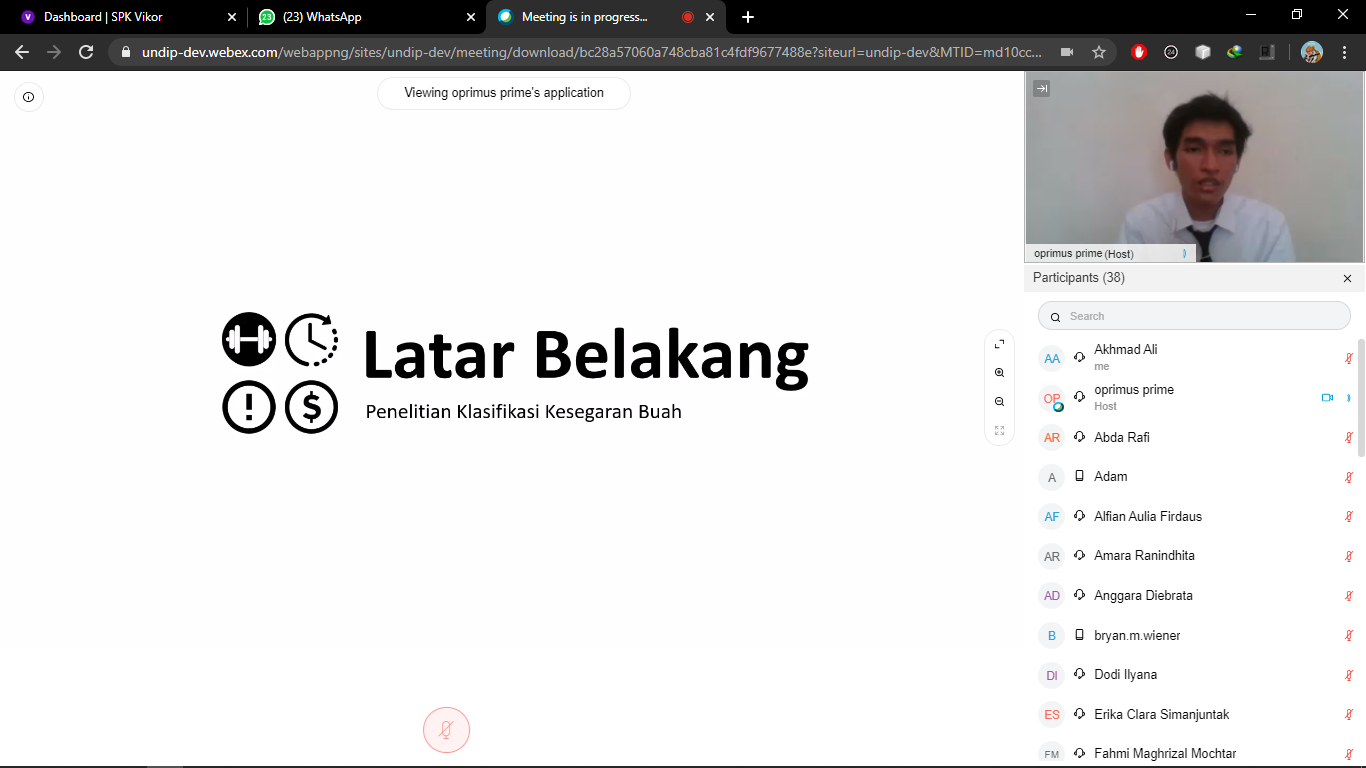 Dashboard | SPK Vikor
(23) WhatsApp
Meeting is in progress...
undip-dev.webex.com/webappng/sites/undip-dev/meeting/download/bc28a57060a748cba81c4fdf9677488e?siteurl=undip-dev&MTID=md10cc...
Viewing oprimus prime's application
oprimus prime (Host)
Participants (38)
Search
AA Akhmad Ali
me
OP oprimus prime
Host
AR Abda Rafi
A Adam
AF Alfian Aulia Firdaus
AR Amara Ranindhita
AD Anggara Diebrata
B bryan.m.wiener
DI Dodi Ilyana
ES Erika Clara Simanjuntak
FM Fahmi Maghrizal Mochtar
Latar Belakang
Penelitian Klasifikasi Kesegaran Buah